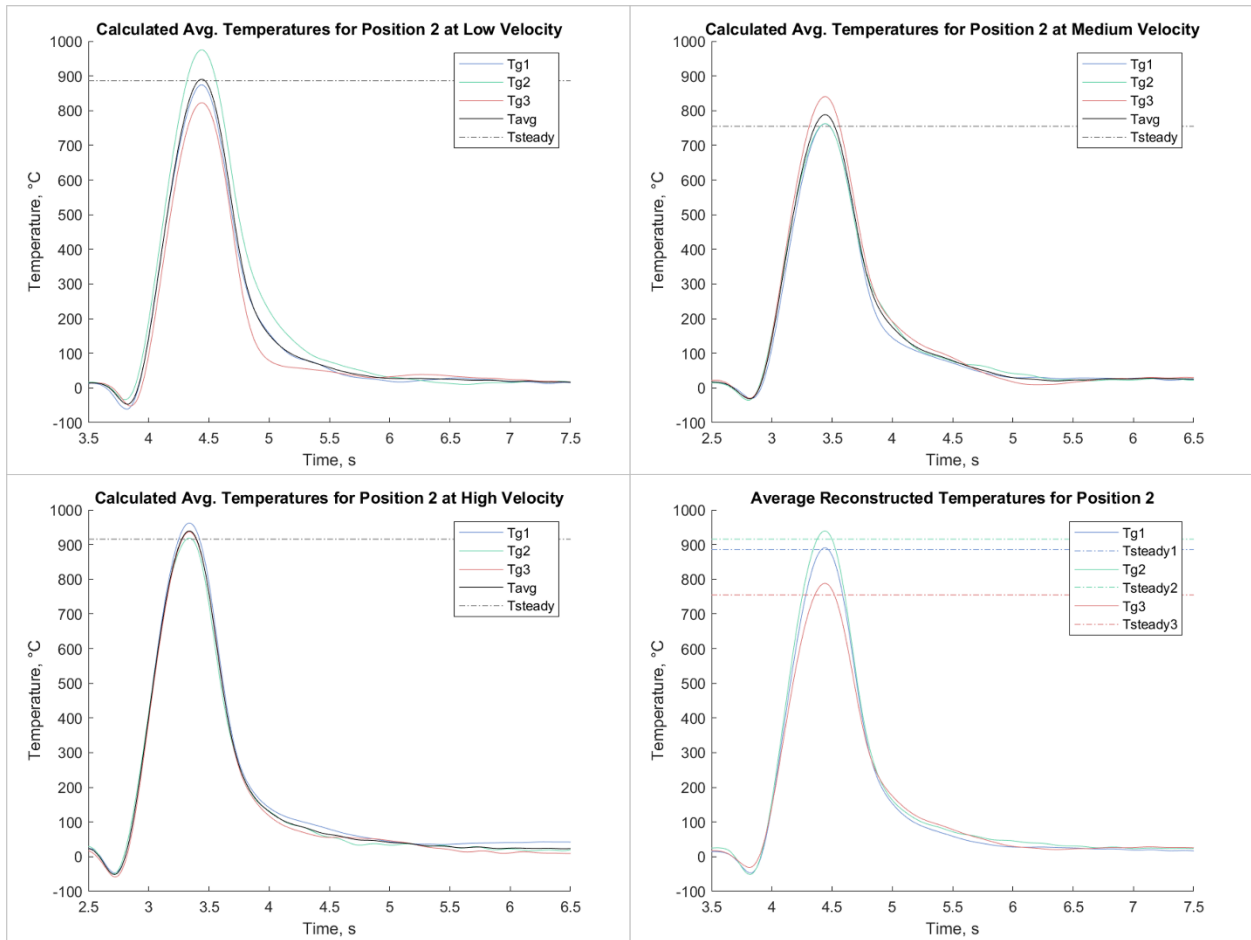 Calculated Avg. Temperatures for Position 2 at Low Velocity
1000
900
800
700
600
500
400
300
200
100
0
-100
Temperature, °C
3.5 4 4.5 5 5.5 6 6.5 7 7.5
Time, s
Tg1
Tg2
Tg3
Tavg
Tsteady
Calculated Avg. Temperatures for Position 2 at Medium Velocity
1000
900
800
700
600
500
400
300
200
100
0
-100
Temperature, °C
2.5 3 3.5 4 4.5 5 5.5 6 6.5
Time, s
Tg1
Tg2
Tg3
Tavg
Tsteady
Calculated Avg. Temperatures for Position 2 at High Velocity
1000
900
800
700
600
500
400
300
200
100
0
-100
Temperature, °C
2.5 3 3.5 4 4.5 5 5.5 6 6.5
Time, s
Tg1
Tg2
Tg3
Tavg
Tsteady
Average Reconstructed Temperatures for Position 2
1000
900
800
700
600
500
400
300
200
100
0
-100
Temperature, °C
3.5 4 4.5 5 5.5 6 6.5 7 7.5
Time, s
Tg1
Tsteady1
Tg2
Tsteady2
Tg3
Tsteady3